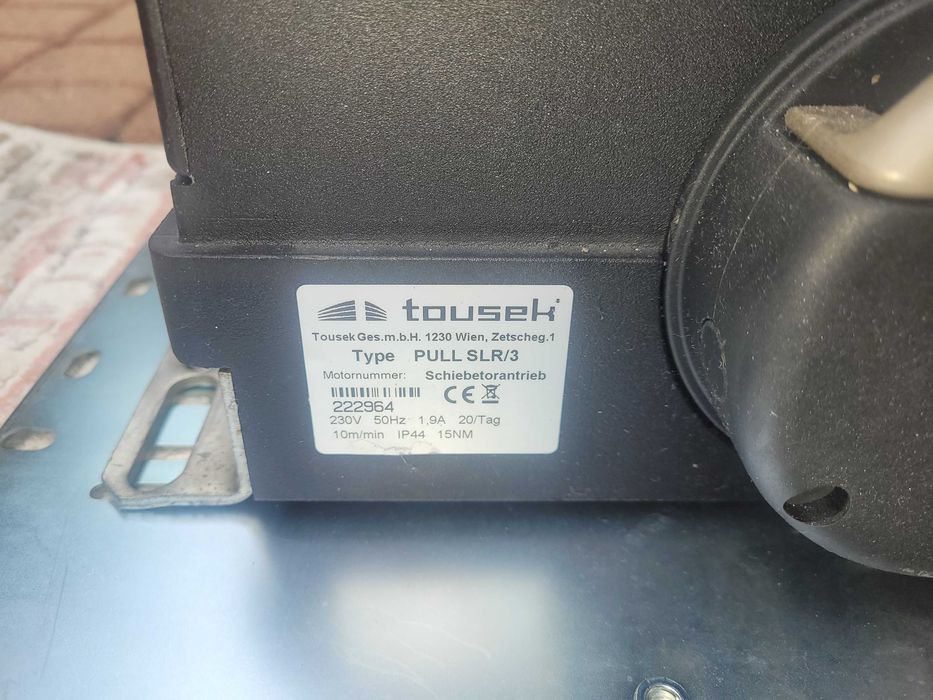 tousek
Tousek Ges.m.b.H. 1230 Wien, Zetscheg.1
Type PULL SLR/3
Motornummer: Schiebetorantrieb
CE
222964
230V 50Hz 1,9A 20/Tag
10m/min IP44 15NM